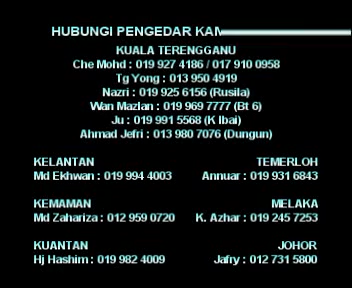 HUBUNGI PENGEDAR KAMI
KUALA TERENGGANU
Che Mohd : 019 927 4186 / 017 910 0958
Tg Yong : 013 950 4919
Nazri : 019 925 6156 (Rusila)
Wan Mazlan : 019 969 7777 (Bt 6)
Ju : 019 991 5568 (K Ibai)
Ahmad Jefri : 013 980 7076 (Dungun)
KELANTAN
Md Ekhwan : 019 994 4003
TEMERLOH
Annuar : 019 931 6843
KEMAMAN
Md Zahariza : 012 959 0720
MELAKA
K. Azhar : 019 245 7253
KUANTAN
Hj Hashim : 019 982 4009
JOHOR
Jafry : 012 731 5800